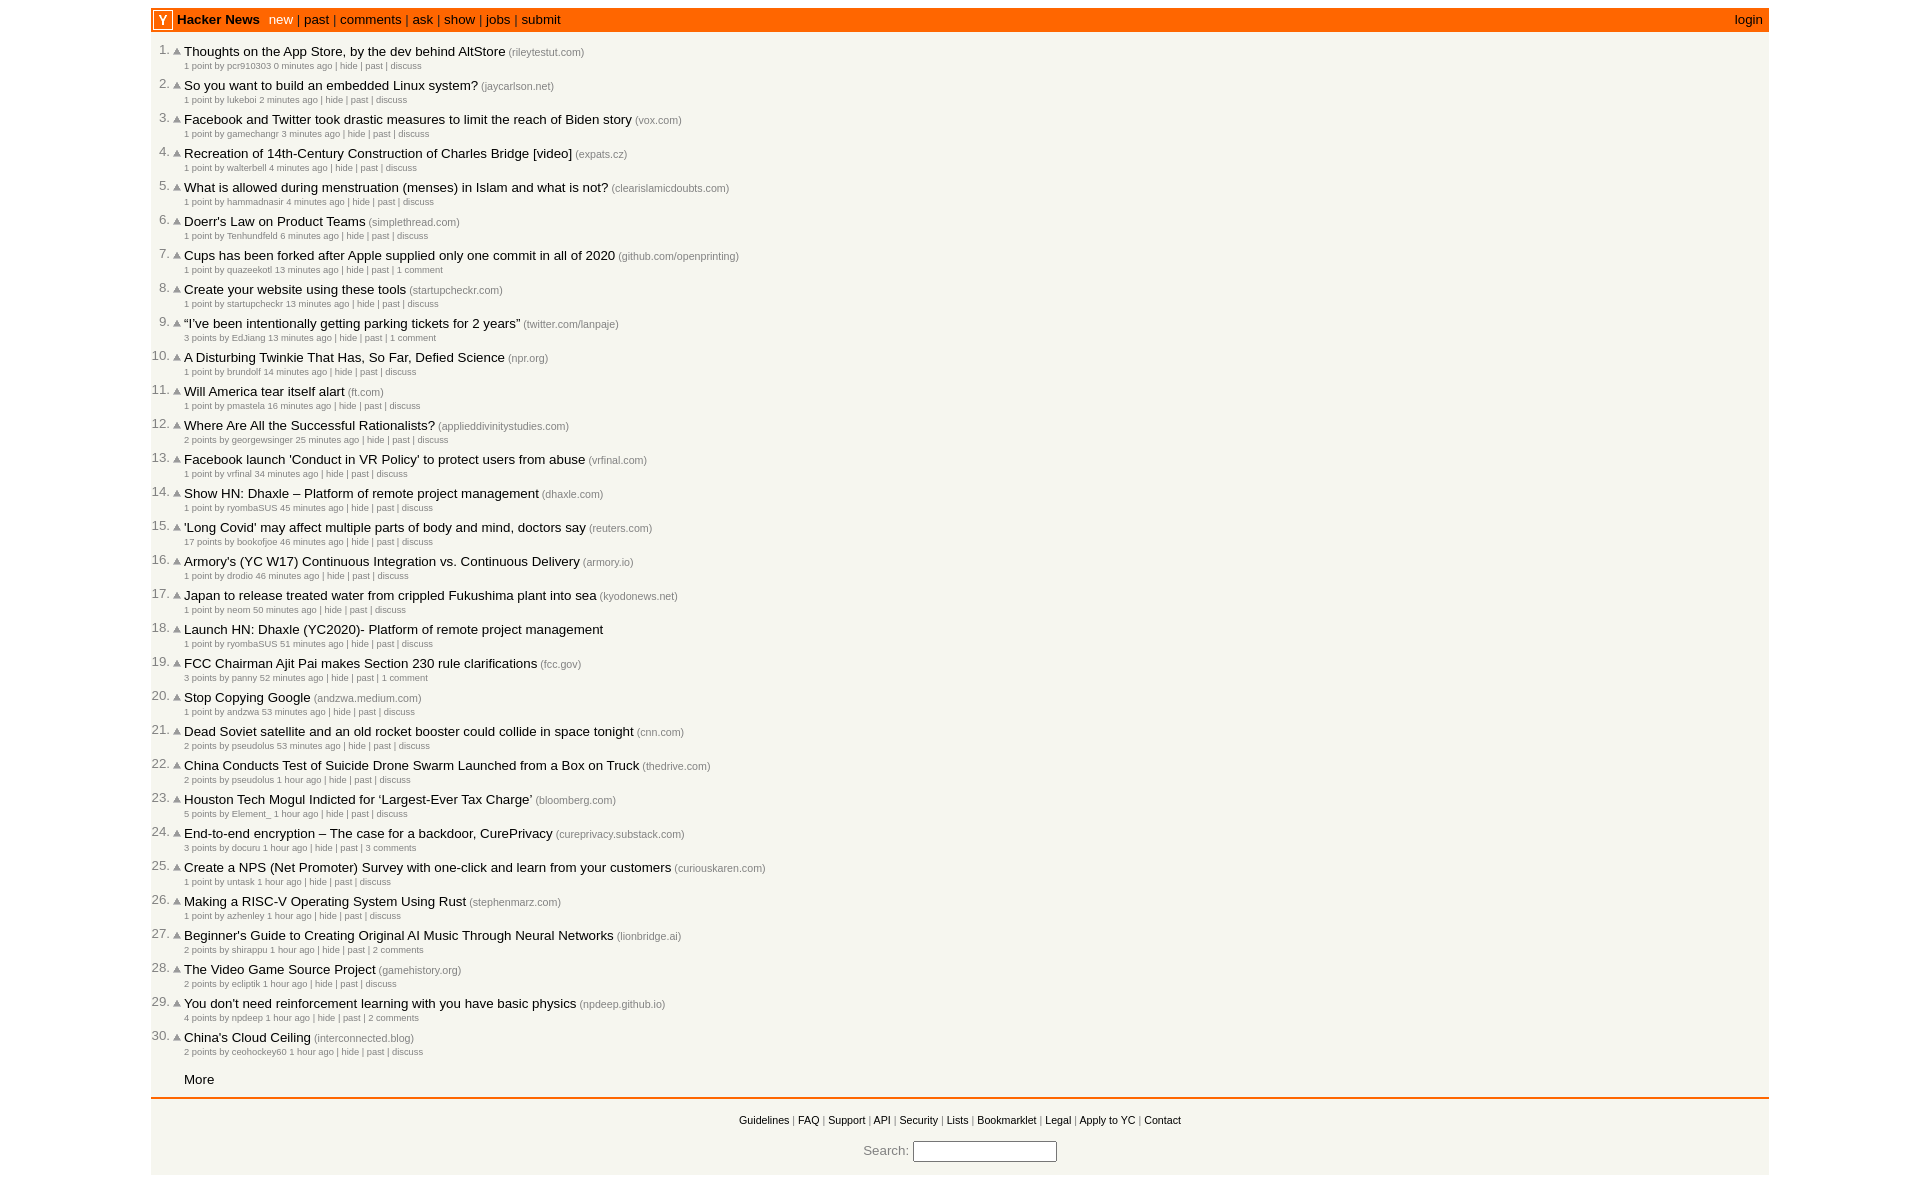 Y Hacker News new | past | comments | ask | show | jobs | submit login
1. Thoughts on the App Store, by the dev behind AltStore (rileytestut.com)
1 point by pcr910303 0 minutes ago | hide | past | discuss
2. So you want to build an embedded Linux system? (jaycarlson.net)
1 point by lukeboi 2 minutes ago | hide | past | discuss
3. Facebook and Twitter took drastic measures to limit the reach of Biden story (vox.com)
1 point by gamechangr 3 minutes ago | hide | past | discuss
4. Recreation of 14th-Century Construction of Charles Bridge [video] (expats.cz)
1 point by walterbell 4 minutes ago | hide | past | discuss
5. What is allowed during menstruation (menses) in Islam and what is not? (clearislamicdoubts.com)
1 point by hammadnasir 4 minutes ago | hide | past | discuss
6. Doerr's Law on Product Teams (simplethread.com)
1 point by Tenhundfeld 6 minutes ago | hide | past | discuss
7. Cups has been forked after Apple supplied only one commit in all of 2020 (github.com/openprinting)
1 point by quazeekotl 13 minutes ago | hide | past | 1 comment
8. Create your website using these tools (startupcheckr.com)
1 point by startupcheckr 13 minutes ago | hide | past | discuss
9. “I’ve been intentionally getting parking tickets for 2 years” (twitter.com/lanpaje)
3 points by EdJiang 13 minutes ago | hide | past | 1 comment
10. A Disturbing Twinkie That Has, So Far, Defied Science (npr.org)
1 point by brundolf 14 minutes ago | hide | past | discuss
11. Will America tear itself alart (ft.com)
1 point by pmastela 16 minutes ago | hide | past | discuss
12. Where Are All the Successful Rationalists? (applieddivinitystudies.com)
2 points by georgewsinger 25 minutes ago | hide | past | discuss
13. Facebook launch 'Conduct in VR Policy' to protect users from abuse (vrfinal.com)
1 point by vrfinal 34 minutes ago | hide | past | discuss
14. Show HN: Dhaxle – Platform of remote project management (dhaxle.com)
1 point by ryombaSUS 45 minutes ago | hide | past | discuss
15. 'Long Covid' may affect multiple parts of body and mind, doctors say (reuters.com)
17 points by bookofjoe 46 minutes ago | hide | past | discuss
16. Armory's (YC W17) Continuous Integration vs. Continuous Delivery (armory.io)
1 point by drodio 46 minutes ago | hide | past | discuss
17. Japan to release treated water from crippled Fukushima plant into sea (kyodonews.net)
1 point by neom 50 minutes ago | hide | past | discuss
18. Launch HN: Dhaxle (YC2020)- Platform of remote project management
1 point by ryombaSUS 51 minutes ago | hide | past | discuss
19. FCC Chairman Ajit Pai makes Section 230 rule clarifications (fcc.gov)
3 points by panny 52 minutes ago | hide | past | 1 comment
20. Stop Copying Google (andzwa.medium.com)
1 point by andzwa 53 minutes ago | hide | past | discuss
21. Dead Soviet satellite and an old rocket booster could collide in space tonight (cnn.com)
2 points by pseudolus 53 minutes ago | hide | past | discuss
22. China Conducts Test of Suicide Drone Swarm Launched from a Box on Truck (thedrive.com)
2 points by pseudolus 1 hour ago | hide | past | discuss
23. Houston Tech Mogul Indicted for ‘Largest-Ever Tax Charge’ (bloomberg.com)
5 points by Element_ 1 hour ago | hide | past | discuss
24. End-to-end encryption – The case for a backdoor, CurePrivacy (cureprivacy.substack.com)
3 points by docuru 1 hour ago | hide | past | 3 comments
25. Create a NPS (Net Promoter) Survey with one-click and learn from your customers (curiouskaren.com)
1 point by untask 1 hour ago | hide | past | discuss
26. Making a RISC-V Operating System Using Rust (stephenmarz.com)
1 point by azhenley 1 hour ago | hide | past | discuss
27. Beginner's Guide to Creating Original AI Music Through Neural Networks (lionbridge.ai)
2 points by shirappu 1 hour ago | hide | past | 2 comments
28. The Video Game Source Project (gamehistory.org)
2 points by ecliptik 1 hour ago | hide | past | discuss
29. You don't need reinforcement learning with you have basic physics (npdeep.github.io)
4 points by npdeep 1 hour ago | hide | past | 2 comments
30. China's Cloud Ceiling (interconnected.blog)
2 points by ceohockey60 1 hour ago | hide | past | discuss
More
Guidelines | FAQ | Support | API | Security | Lists | Bookmarklet | Legal | Apply to YC | Contact
Search: